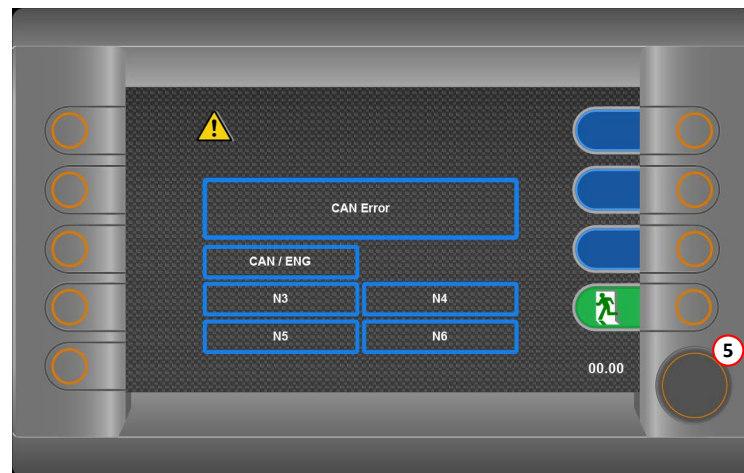 CAN Error
CAN / ENG
N3 N4
N5 N6
5
00.00